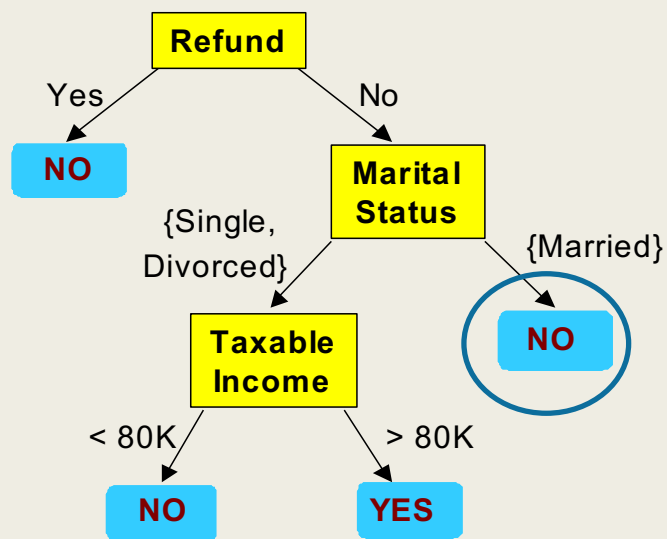 Refund
Yes
No
NO
Marital
Status
{Single,
Divorced}
{Married}
NO
Taxable
Income
< 80K
> 80K
NO
YES